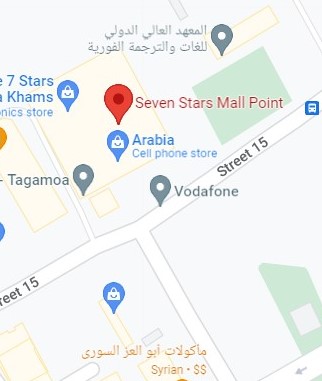 المعهد العالي الدولي
للغات والترجمة الفورية
e 7 Stars
a Khams
onics store
Seven Stars Mall Point
Arabia
Cell phone store
- Tagamoa
Vodafone
Street 15
reet 15
ماكولات أبو العز السورى
Syrian • $$